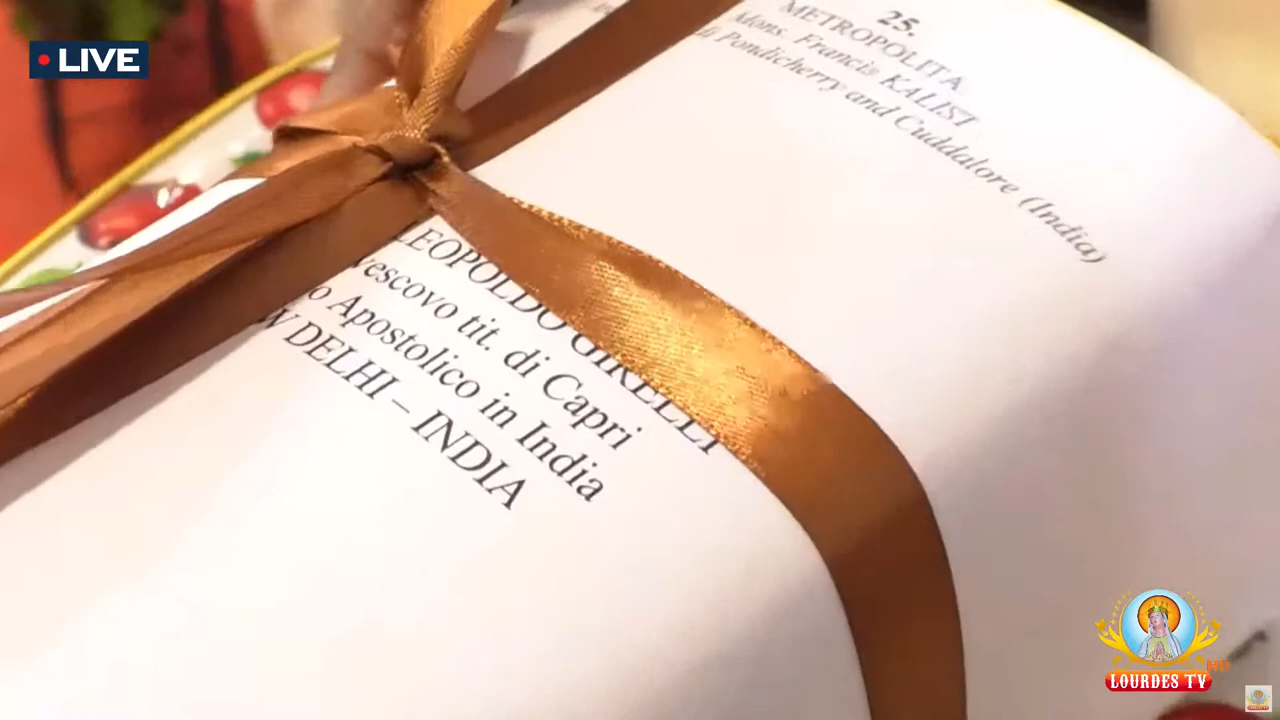 LIVE
25.
METROPOLITA
Mons. Francis KALIST
di Pondicherry and Cuddalore (India)
LEOPOLDO GIRELLI
vescovo tit. di Capri
o Apostolico in India
W DELHI – INDIA
LOURDES TV